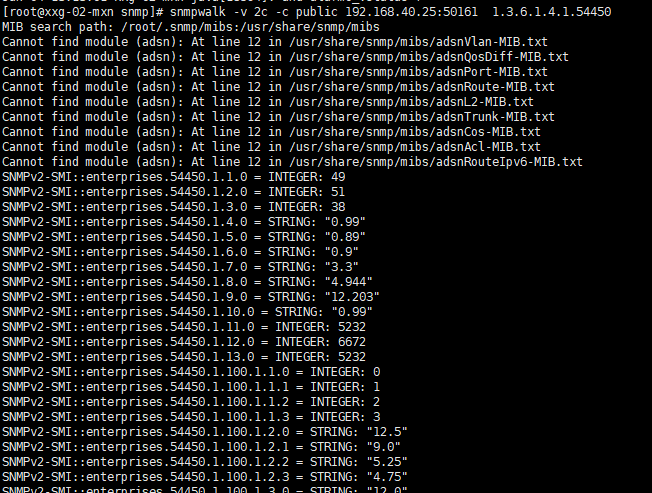 [root@xxg-02-mxn snmp]# snmpwalk -v 2c -c public 192.168.40.25:50161  1.3.6.1.4.1.54450
MIB search path: /root/.snmp/mibs:/usr/share/snmp/mibs
Cannot find module (adsn): At line 12 in /usr/share/snmp/mibs/adsnVlan-MIB.txt
Cannot find module (adsn): At line 12 in /usr/share/snmp/mibs/adsnQosDiff-MIB.txt
Cannot find module (adsn): At line 12 in /usr/share/snmp/mibs/adsnPort-MIB.txt
Cannot find module (adsn): At line 12 in /usr/share/snmp/mibs/adsnRoute-MIB.txt
Cannot find module (adsn): At line 12 in /usr/share/snmp/mibs/adsnL2-MIB.txt
Cannot find module (adsn): At line 12 in /usr/share/snmp/mibs/adsnTrunk-MIB.txt
Cannot find module (adsn): At line 12 in /usr/share/snmp/mibs/adsnCos-MIB.txt
Cannot find module (adsn): At line 12 in /usr/share/snmp/mibs/adsnAcl-MIB.txt
Cannot find module (adsn): At line 12 in /usr/share/snmp/mibs/adsnRouteIpv6-MIB.txt
SNMPv2-SMI::enterprises.54450.1.1.0 = INTEGER: 49
SNMPv2-SMI::enterprises.54450.1.2.0 = INTEGER: 51
SNMPv2-SMI::enterprises.54450.1.3.0 = INTEGER: 38
SNMPv2-SMI::enterprises.54450.1.4.0 = STRING: "0.99"
SNMPv2-SMI::enterprises.54450.1.5.0 = STRING: "0.89"
SNMPv2-SMI::enterprises.54450.1.6.0 = STRING: "0.9"
SNMPv2-SMI::enterprises.54450.1.7.0 = STRING: "3.3"
SNMPv2-SMI::enterprises.54450.1.8.0 = STRING: "4.944"
SNMPv2-SMI::enterprises.54450.1.9.0 = STRING: "12.203"
SNMPv2-SMI::enterprises.54450.1.10.0 = STRING: "0.99"
SNMPv2-SMI::enterprises.54450.1.11.0 = INTEGER: 5232
SNMPv2-SMI::enterprises.54450.1.12.0 = INTEGER: 6672
SNMPv2-SMI::enterprises.54450.1.13.0 = INTEGER: 5232
SNMPv2-SMI::enterprises.54450.1.100.1.1.0 = INTEGER: 0
SNMPv2-SMI::enterprises.54450.1.100.1.1.1 = INTEGER: 1
SNMPv2-SMI::enterprises.54450.1.100.1.1.2 = INTEGER: 2
SNMPv2-SMI::enterprises.54450.1.100.1.1.3 = INTEGER: 3
SNMPv2-SMI::enterprises.54450.1.100.1.2.0 = STRING: "12.5"
SNMPv2-SMI::enterprises.54450.1.100.1.2.1 = STRING: "9.0"
SNMPv2-SMI::enterprises.54450.1.100.1.2.2 = STRING: "5.25"
SNMPv2-SMI::enterprises.54450.1.100.1.2.3 = STRING: "4.75"
SNMPv2-SMI::enterprises.54450.1.100.1.3.0 = STRING: "12.0"